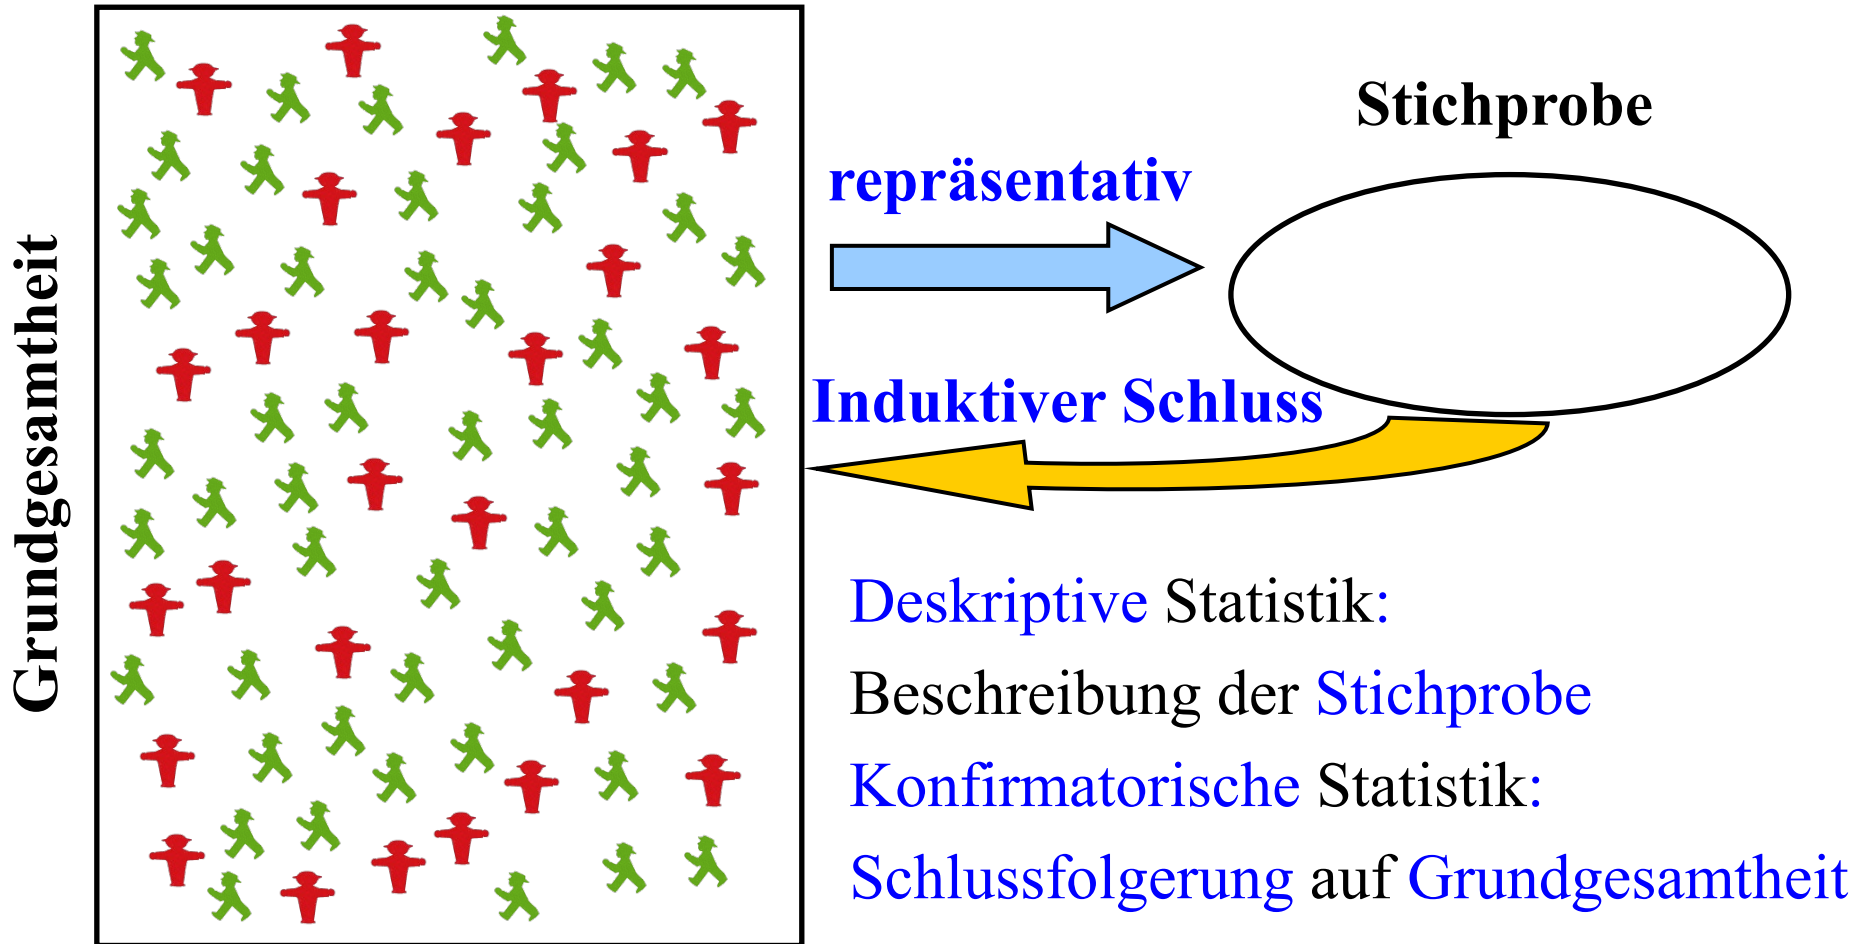 Grundgesamtheit
Stichprobe
repräsentativ
Induktiver Schluss
Deskriptive Statistik:
Beschreibung der Stichprobe
Konfirmatorische Statistik:
Schlussfolgerung auf Grundgesamtheit